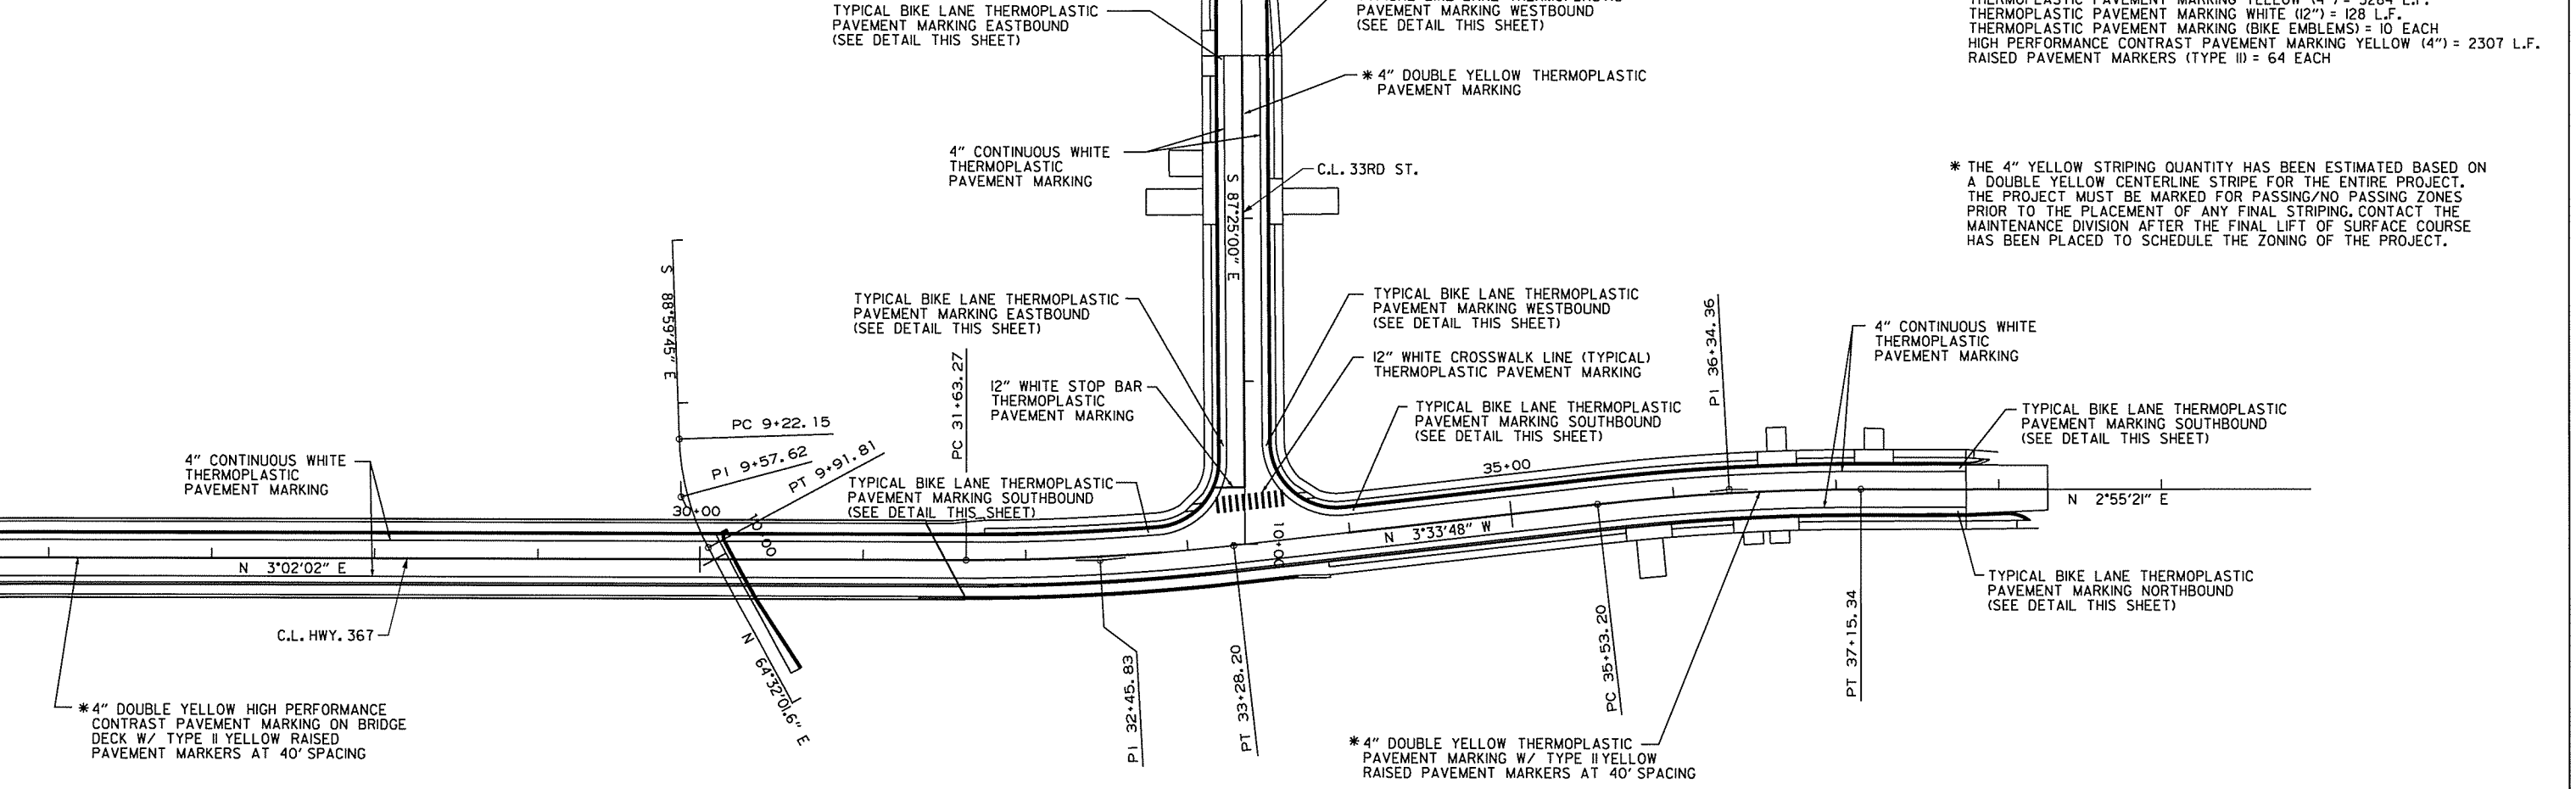 TYPICAL BIKE LANE THERMOPLASTIC
PAVEMENT MARKING EASTBOUND
(SEE DETAIL THIS SHEET)
PAVEMENT MARKING WESTBOUND
(SEE DETAIL THIS SHEET)
THERMOPLASTIC PAVEMENT MARKING YELLOW (4") = 5284 L.F.
THERMOPLASTIC PAVEMENT MARKING WHITE (12") = 128 L.F.
THERMOPLASTIC PAVEMENT MARKING (BIKE EMBLEMS) = 10 EACH
HIGH PERFORMANCE CONTRAST PAVEMENT MARKING YELLOW (4") = 2307 L.F.
RAISED PAVEMENT MARKERS (TYPE II) = 64 EACH
* 4" DOUBLE YELLOW THERMOPLASTIC
PAVEMENT MARKING
4" CONTINUOUS WHITE
THERMOPLASTIC
PAVEMENT MARKING
C.L. 33RD ST.
S 87°25'00" E
* THE 4" YELLOW STRIPING QUANTITY HAS BEEN ESTIMATED BASED ON
A DOUBLE YELLOW CENTERLINE STRIPE FOR THE ENTIRE PROJECT.
THE PROJECT MUST BE MARKED FOR PASSING/NO PASSING ZONES
PRIOR TO THE PLACEMENT OF ANY FINAL STRIPING. CONTACT THE
MAINTENANCE DIVISION AFTER THE FINAL LIFT OF SURFACE COURSE
HAS BEEN PLACED TO SCHEDULE THE ZONING OF THE PROJECT.
S 88°59'45" E
TYPICAL BIKE LANE THERMOPLASTIC
PAVEMENT MARKING EASTBOUND
(SEE DETAIL THIS SHEET)
TYPICAL BIKE LANE THERMOPLASTIC
PAVEMENT MARKING WESTBOUND
(SEE DETAIL THIS SHEET)
PI 36+34.36
4" CONTINUOUS WHITE
THERMOPLASTIC
PAVEMENT MARKING
PC 31+63.27
12" WHITE STOP BAR
THERMOPLASTIC
PAVEMENT MARKING
12" WHITE CROSSWALK LINE (TYPICAL)
THERMOPLASTIC PAVEMENT MARKING
TYPICAL BIKE LANE THERMOPLASTIC
PAVEMENT MARKING SOUTHBOUND
(SEE DETAIL THIS SHEET)
TYPICAL BIKE LANE THERMOPLASTIC
PAVEMENT MARKING SOUTHBOUND
(SEE DETAIL THIS SHEET)
PC 9+22.15
PI 9+57.62
PT 9+91.81
4" CONTINUOUS WHITE
THERMOPLASTIC
PAVEMENT MARKING
TYPICAL BIKE LANE THERMOPLASTIC
PAVEMENT MARKING SOUTHBOUND
(SEE DETAIL THIS SHEET)
35+00
30+00
10+00
10+00
N 2°55'21" E
N 3°33'48" W
N 3°02'02" E
TYPICAL BIKE LANE THERMOPLASTIC
PAVEMENT MARKING NORTHBOUND
(SEE DETAIL THIS SHEET)
C.L. HWY. 367
N 64°32'01.6" E
PI 32+45.83
PT 33+28.20
PC 35+53.20
PT 37+15.34
* 4" DOUBLE YELLOW HIGH PERFORMANCE
CONTRAST PAVEMENT MARKING ON BRIDGE
DECK W/ TYPE II YELLOW RAISED
PAVEMENT MARKERS AT 40' SPACING
* 4" DOUBLE YELLOW THERMOPLASTIC
PAVEMENT MARKING W/ TYPE II YELLOW
RAISED PAVEMENT MARKERS AT 40' SPACING